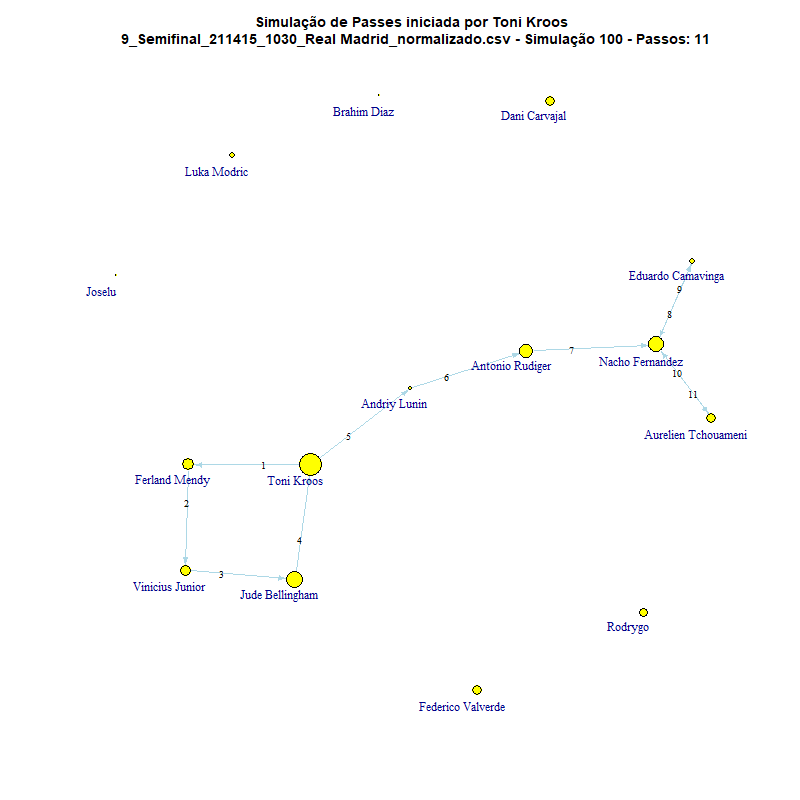 Simulação de Passes iniciada por Toni Kroos
9_Semifinal_211415_1030_Real Madrid_normalizado.csv - Simulação 100 - Passos: 11
Brahim Diaz
Dani Carvajal
Luka Modric
Eduardo Camavinga
Joselu
9
8
7
Antonio Rudiger
Nacho Fernandez
10
6
11
Andriy Lunin
Aurelien Tchouameni
5
1
Ferland Mendy
Toni Kroos
2
4
3
Vinicius Junior
Jude Bellingham
Rodrygo
Federico Valverde